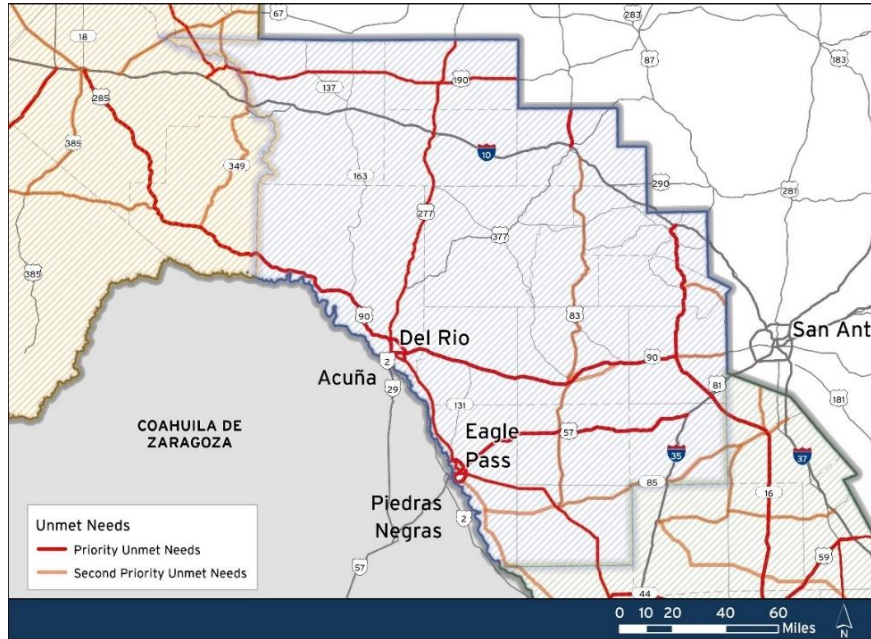 67
283
18
87
183
190
137
285
10
385
349
163
290
281
277
377
385
90
83
San Ant
Del Rio
90
2
Acuña
29
81
181
131
COAHUILA DE
ZARAGOZA
Eagle
Pass
57
35
37
85
16
Piedras
Negras
2
Unmet Needs
Priority Unmet Needs
Second Priority Unmet Needs
59
57
44
0 10 20 40 60
Miles
N